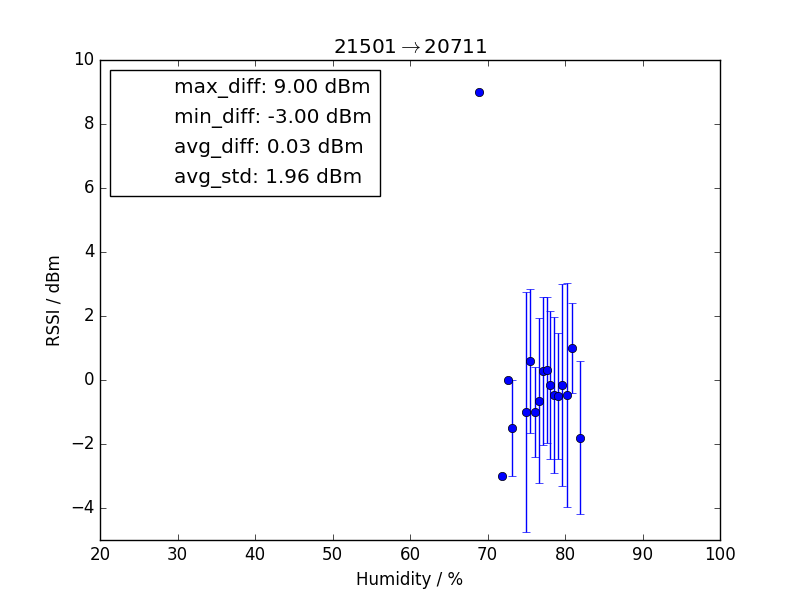 21501→20711
max_diff: 9.00 dBm
min_diff: -3.00 dBm
avg_diff: 0.03 dBm
avg_std: 1.96 dBm
10
8
6
4
2
0
−2
−4
RSSI / dBm
20 30 40 50 60 70 80 90 100
Humidity / %